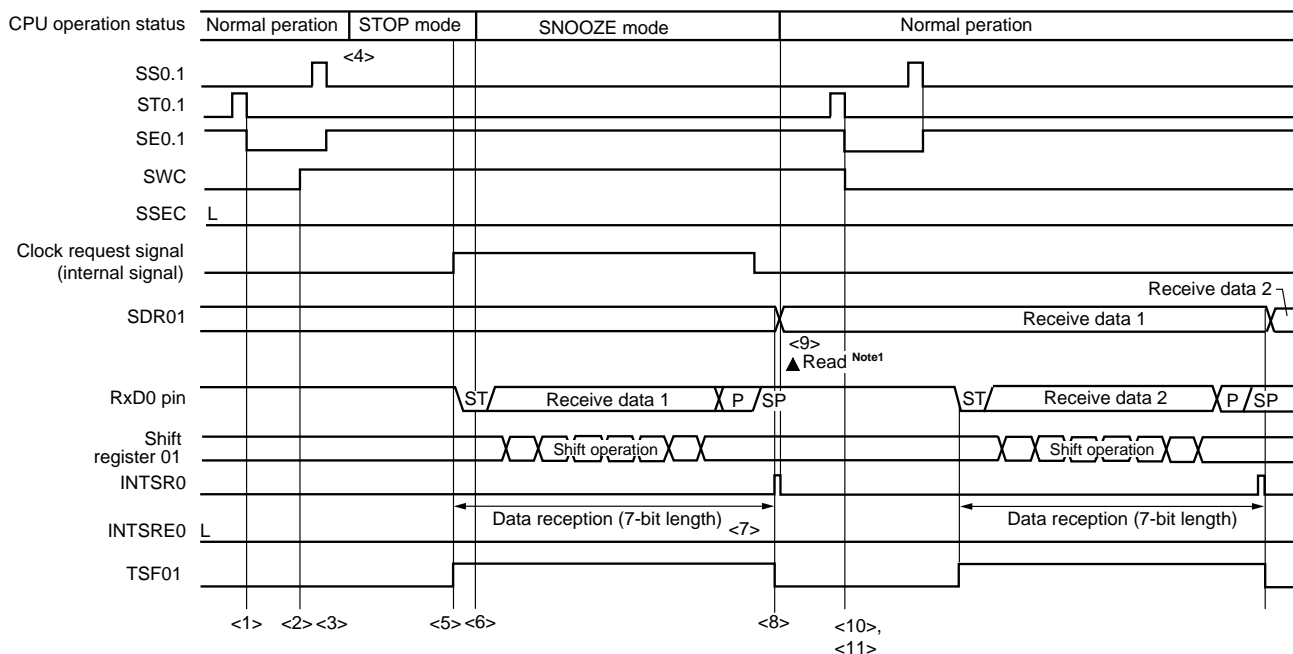 CPU operation status Normal peration STOP mode SNOOZE mode Normal peration
<4>
SS0.1
ST0.1
SE0.1
SWC
SSEC L
Clock request signal
(internal signal)
Receive data 2
SDR01 Receive data 1
<9>
▲Read Note1
RxD0 pin ST Receive data 1 P SP ST Receive data 2 P SP
Shift
register 01 Shift operation Shift operation
INTSR0
Data reception (7-bit length) Data reception (7-bit length)
INTSRE0 L <7>
TSF01
<1> <2> <3> <5> <6> <8> <10>,
<11>